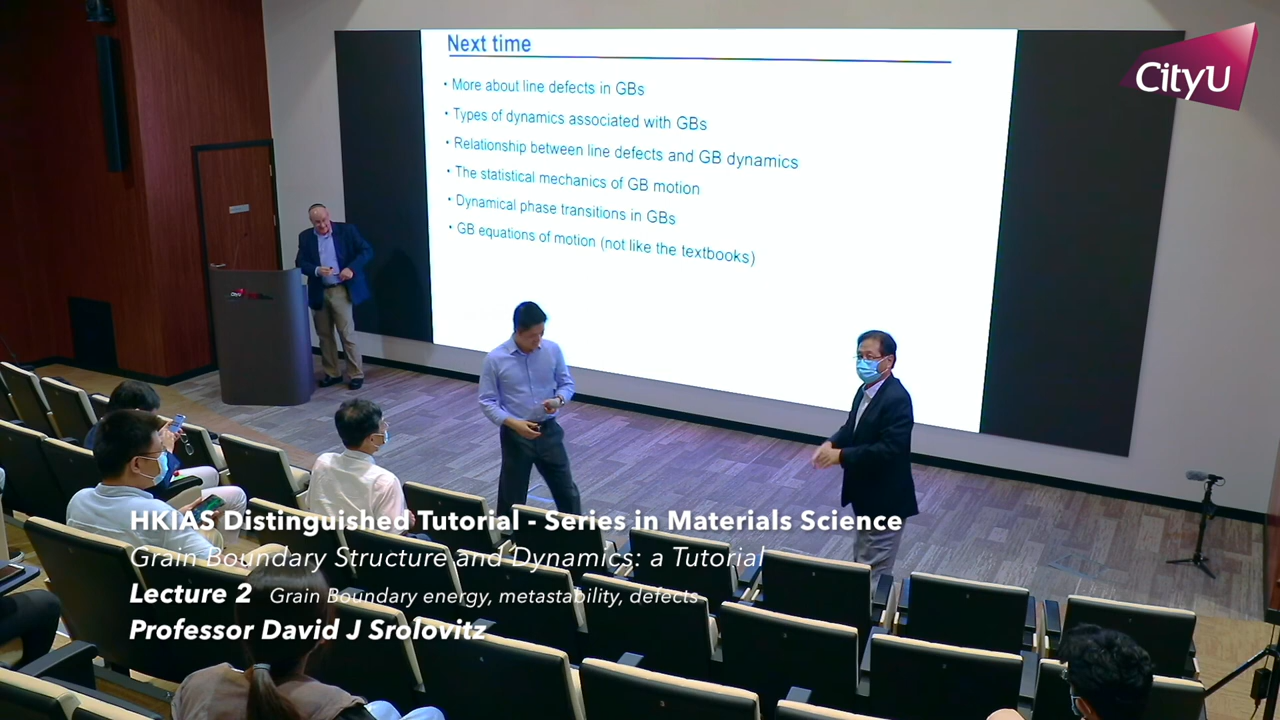 Next time
• More about line defects in GBs
• Types of dynamics associated with GBs
• Relationship between line defects and GB dynamics
• The statistical mechanics of GB motion
• Dynamical phase transitions in GBs
• GB equations of motion (not like the textbooks)
CityU
CityU
HKIAS Distinguished Tutorial - Series in Materials Science
Grain Boundary Structure and Dynamics: a Tutorial
Lecture 2 Grain Boundary energy, metastability, defects
Professor David J Srolovitz